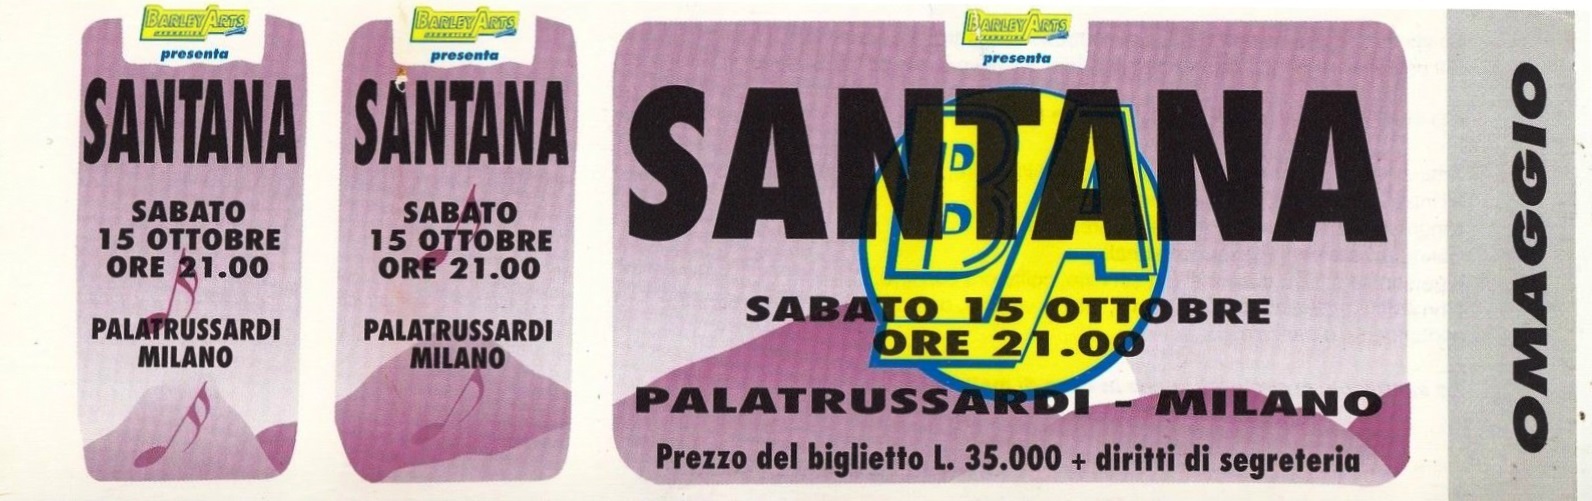 BARLEY ARTS
presenta
SANTANA
SABATO
15 OTTOBRE
ORE 21.00
PALATRUSSARDI
MILANO
BARLEY ARTS
presenta
SANTANA
SABATO
15 OTTOBRE
ORE 21.00
PALATRUSSARDI
MILANO
BARLEY ARTS
presenta
BA
SANTANA
SABATO 15 OTTOBRE
ORE 21.00
PALATRUSSARDI - MILANO
Prezzo del biglietto L. 35.000 + diritti di segreteria
OMAGGIO